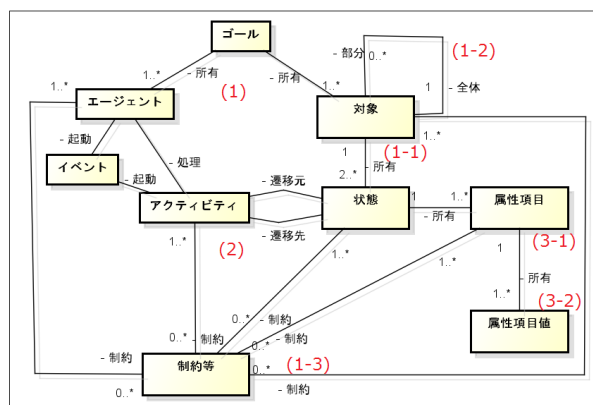 ゴール
- 部分
0..*
(1-2)
1..*
- 所有
(1)
1..*
- 所有
1..*
1
- 全体
エージェント
対象
1..*
(1-1)
- 起動
1
- 所有
イベント
- 処理
2..*
- 遷移元
アクティビティ
状態
1
1..*
属性項目
- 所有
- 遷移先
(2)
(3-1)
1..*
1..*
1..*
1
- 所有
(3-2)
1..*
0..*
- 制約
属性項目値
0..*
- 制約
0..*
- 制約
制約等
(1-3)
0..*
0..*
- 制約